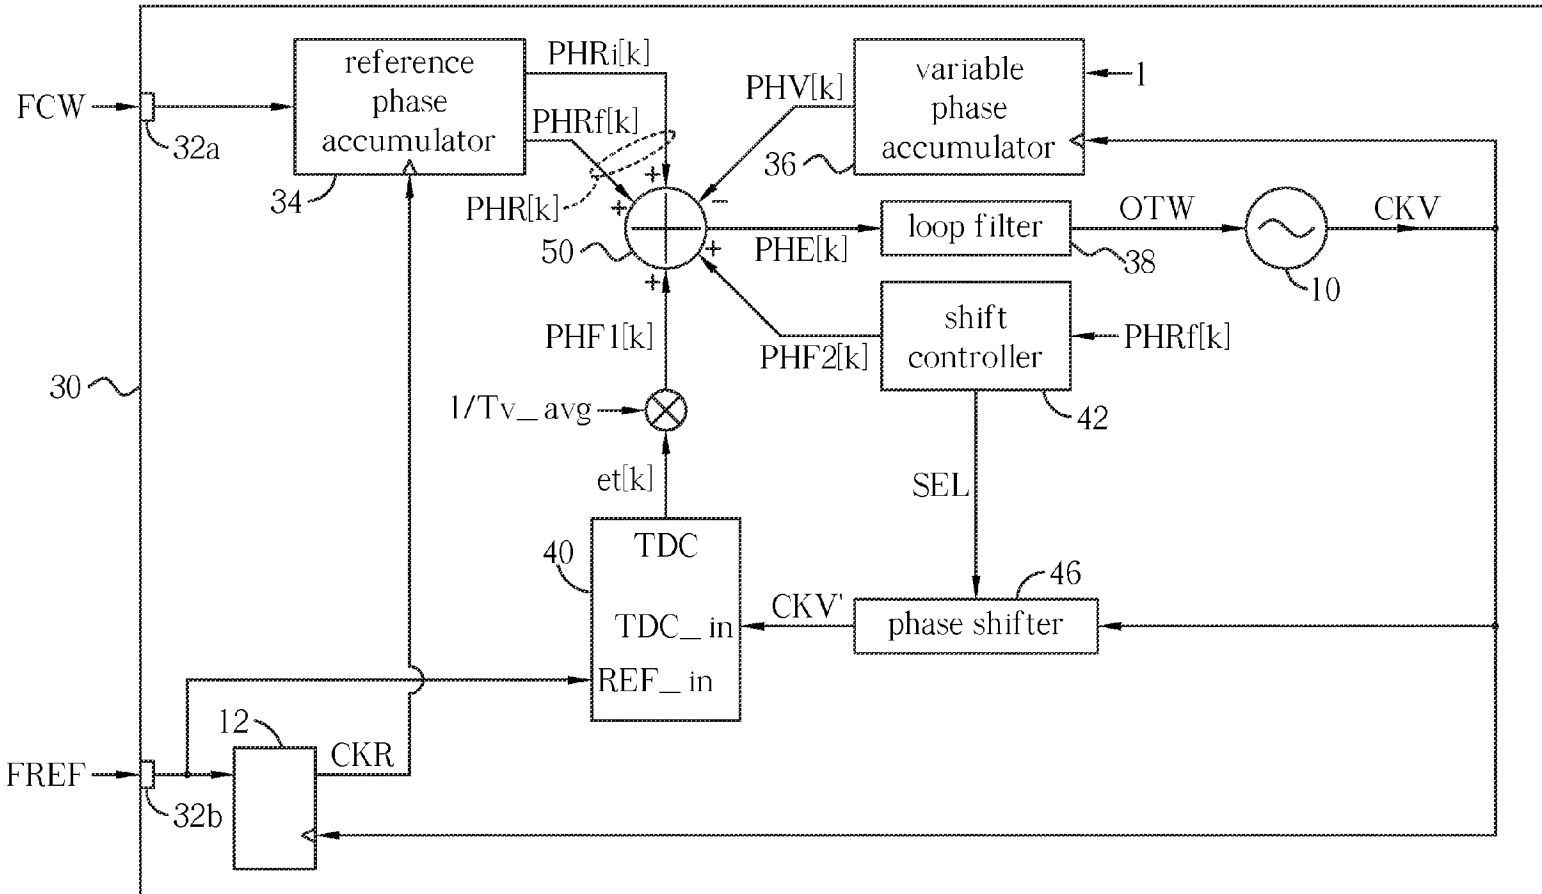 FCW
32a
reference
phase
accumulator
34
PHRi[k]
PHRf[k]
PHR[k]
PHV[k]
variable
phase
accumulator
1
36
50
+
+
-
+
+
PHE[k]
loop filter
38
OTW
10
CKV
30
PHF1[k]
PHF2[k]
shift
controller
PHRf[k]
42
1/Tv_avg
et[k]
SEL
40
TDC
TDC_in
REF_in
CKV'
46
phase shifter
12
CKR
FREF
32b